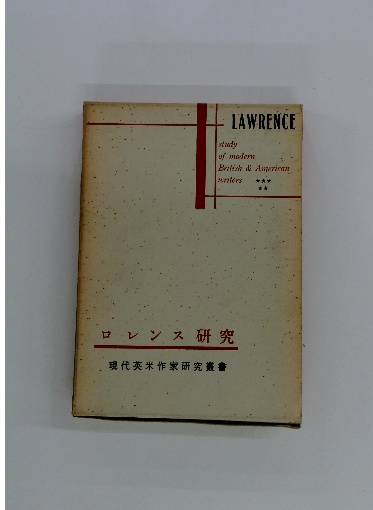 LAWRENCE
study
of modern
British & American
writers ★★★
★★
ロレンス研究
現代英米作家研究叢書